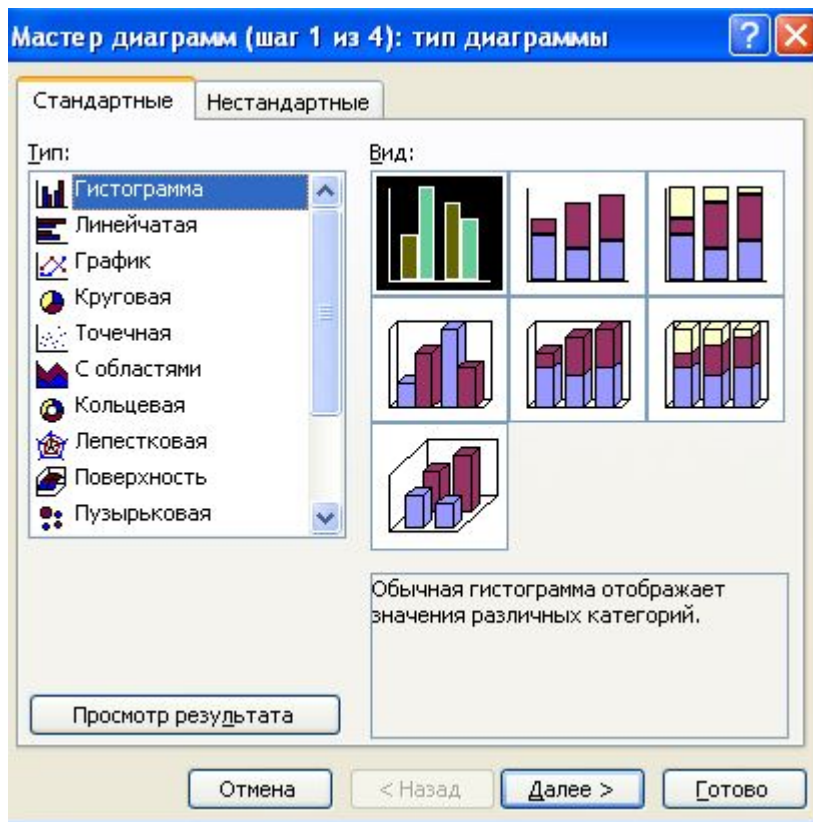 Мастер диаграмм (шаг 1 из 4): тип диаграммы
Стандартные
Нестандартные
Тип:
Гистограмма
Линейчатая
График
Круговая
Точечная
С областями
Кольцевая
Лепестковая
Поверхность
Пузырьковая
Вид:
Обычная гистограмма отображает
значения различных категорий.
Просмотр результата
Отмена
< Назад
Далее >
Готово